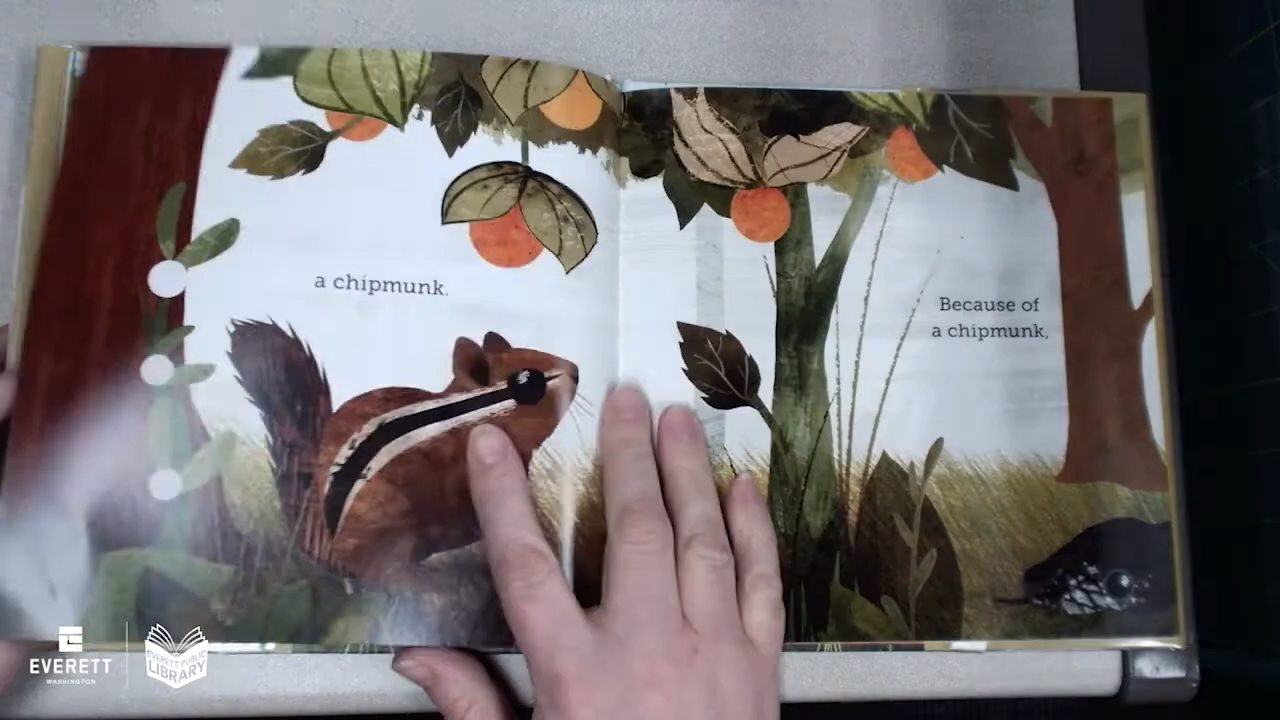 a chipmunk.
Because of
a chipmunk,
EVERETT
WASHINGTON
EVERETT PUBLIC
LIBRARY